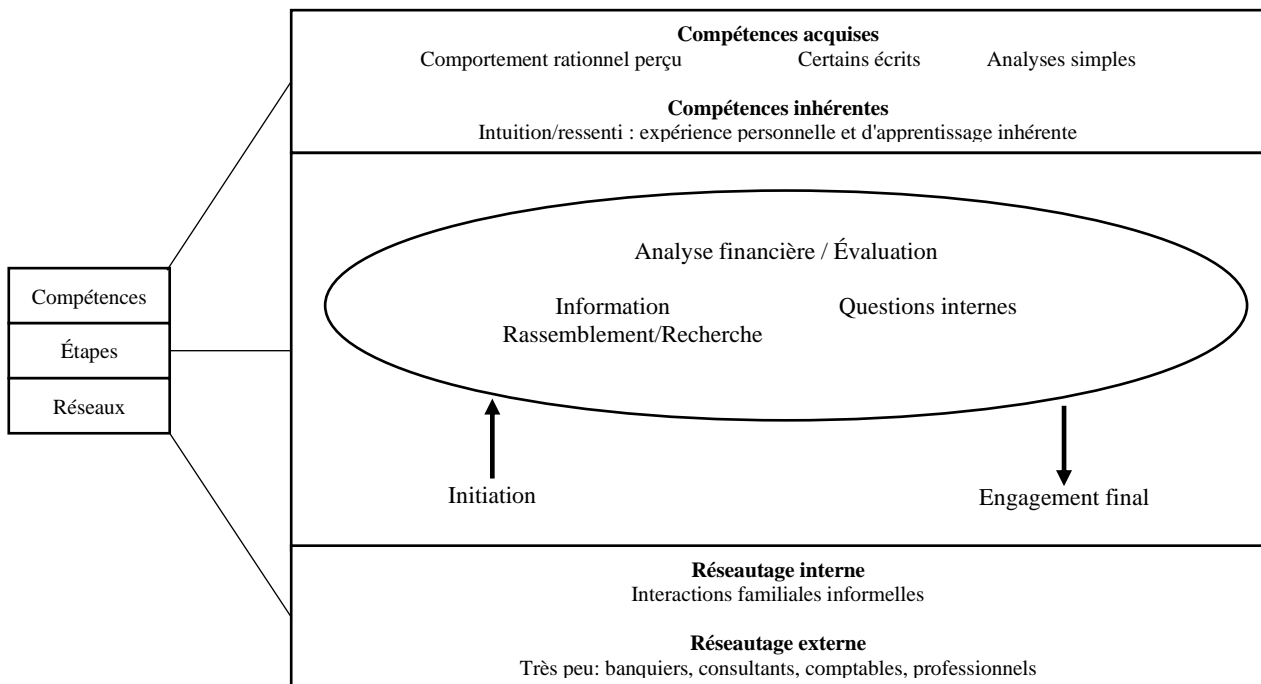 Compétences acquises
Comportement rationnel perçu Certains écrits Analyses simples
Compétences inhérentes
Intuition/ressenti : expérience personnelle et d'apprentissage inhérente
Compétences
Étapes
Réseaux
Analyse financière / Évaluation
Information
Rassemblement/Recherche
Questions internes
Initiation
Engagement final
Réseautage interne
Interactions familiales informelles
Réseautage externe
Très peu: banquiers, consultants, comptables, professionnels